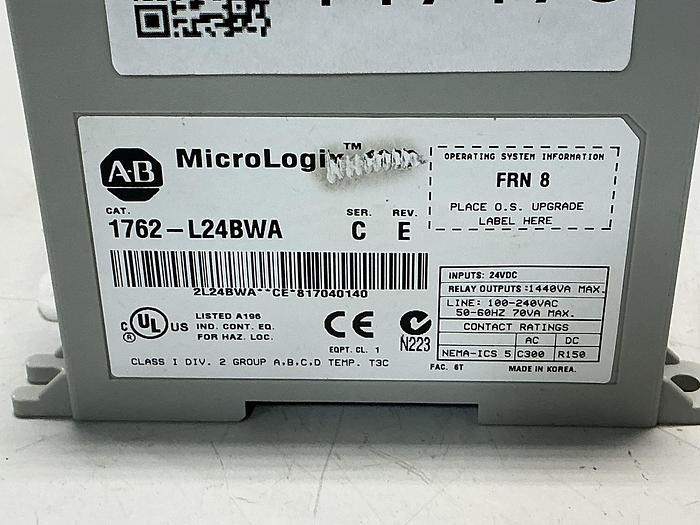 A·B
MicroLogix™
OPERATING SYSTEM INFORMATION
FRN 8
PLACE O.S. UPGRADE
LABEL HERE
CAT. SER. REV.
1762-L24BWA C E
2L24BWA**CE*817040140
C UL US
®
LISTED A196
IND. CONT. EQ.
FOR HAZ. LOC.
CE
EQPT. CL. 1
N223
INPUTS: 24VDC
RELAY OUTPUTS:1440VA MAX.
LINE: 100-240VAC
50-60HZ 70VA MAX.
CONTACT RATINGS
AC DC
NEMA-ICS 5 C300 R150
CLASS I DIV. 2 GROUP A,B,C,D TEMP. T3C
FAC. 6T MADE IN KOREA.